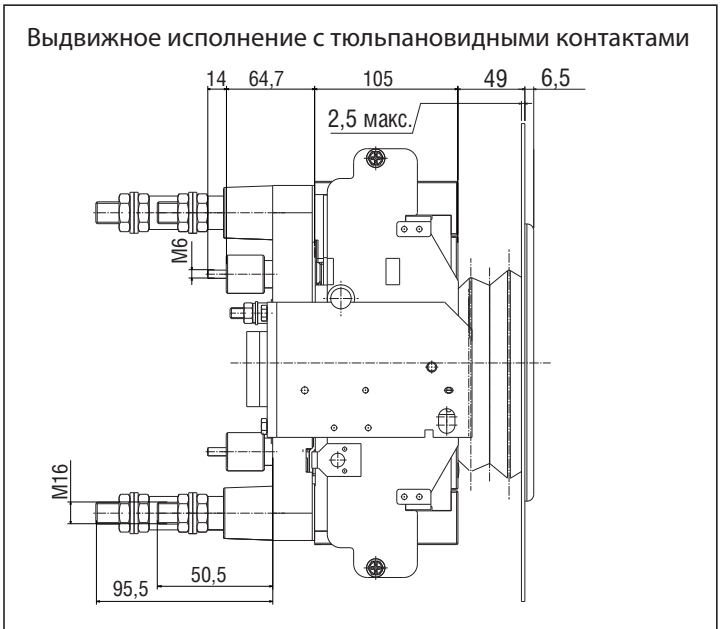 Выдвижное исполнение с тюльпановидными контактами
14 64,7 105 49 6,5
2,5 макс.
M6
M16
50,5
95,5